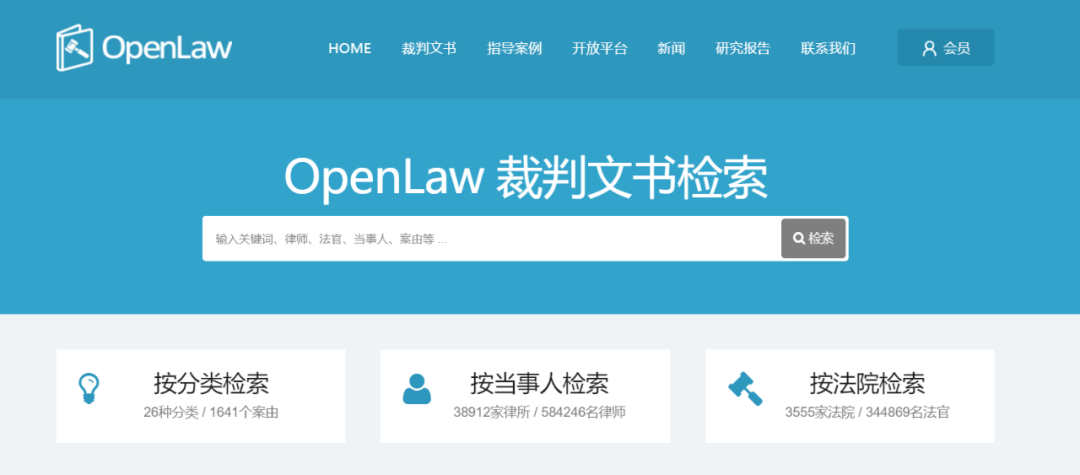 OpenLaw
HOME 裁判文书 指导案例 开放平台 新闻 研究报告 联系我们 会员
OpenLaw 裁判文书检索
输入关键词、律师、法官、当事人、案由等 ... 检索
按分类检索
26种分类 / 1641个案由
按当事人检索
38912家律所 / 584246名律师
按法院检索
3555家法院 / 344869名法官